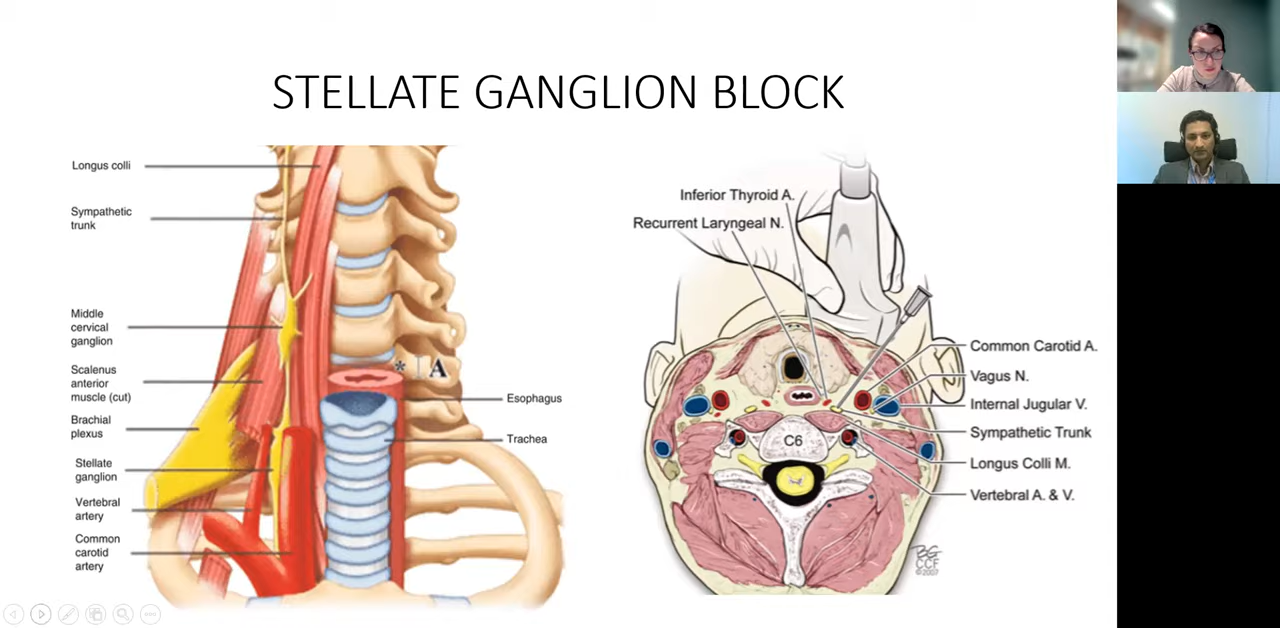 STELLATE GANGLION BLOCK
Longus colli
Sympathetic
trunk
Middle
cervical
ganglion
Scalenus
anterior
muscle (cut)
Brachial
plexus
Stellate
ganglion
Vertebral
artery
Common
carotid
artery
* A
Esophagus
Trachea
Inferior Thyroid A.
Recurrent Laryngeal N.
Common Carotid A.
Vagus N.
Internal Jugular V.
Sympathetic Trunk
Longus Colli M.
Vertebral A. & V.
C6
CCF
©2007